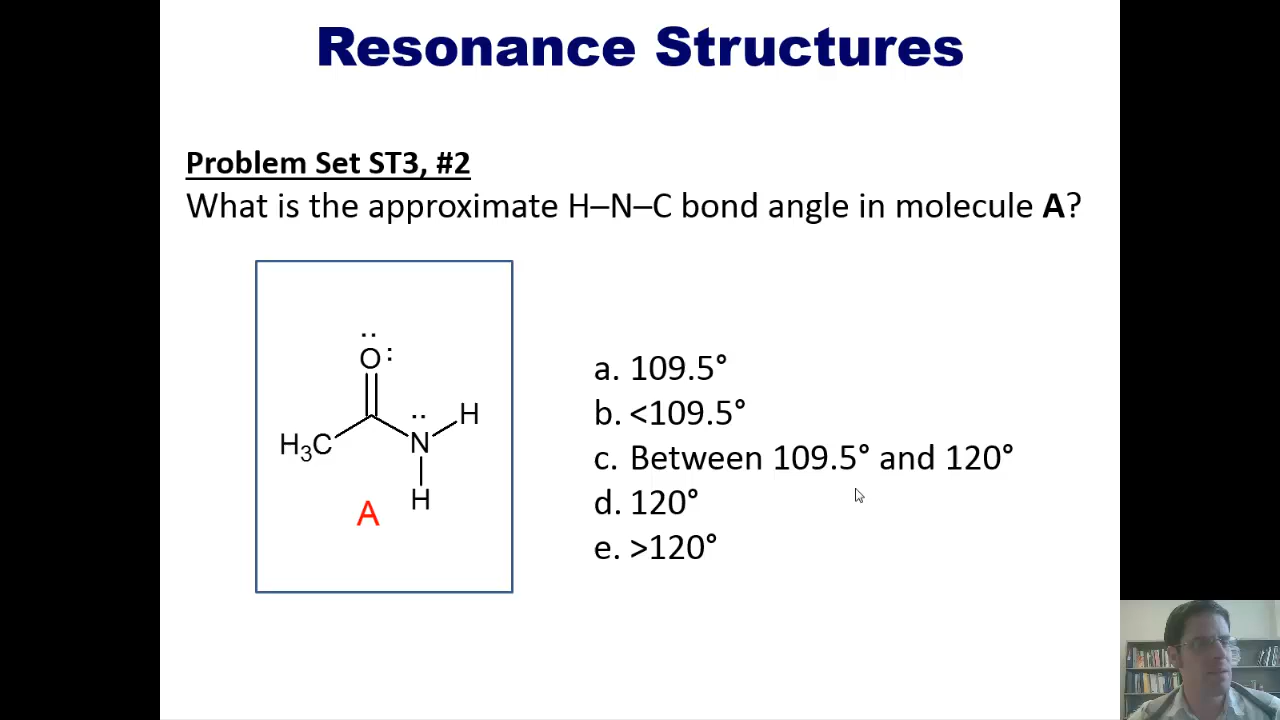 Resonance Structures
Problem Set ST3, #2
What is the approximate H–N–C bond angle in molecule A?
O
H
H₃C
N
H
A
a. 109.5°
b. <109.5°
c. Between 109.5° and 120°
d. 120°
e. >120°